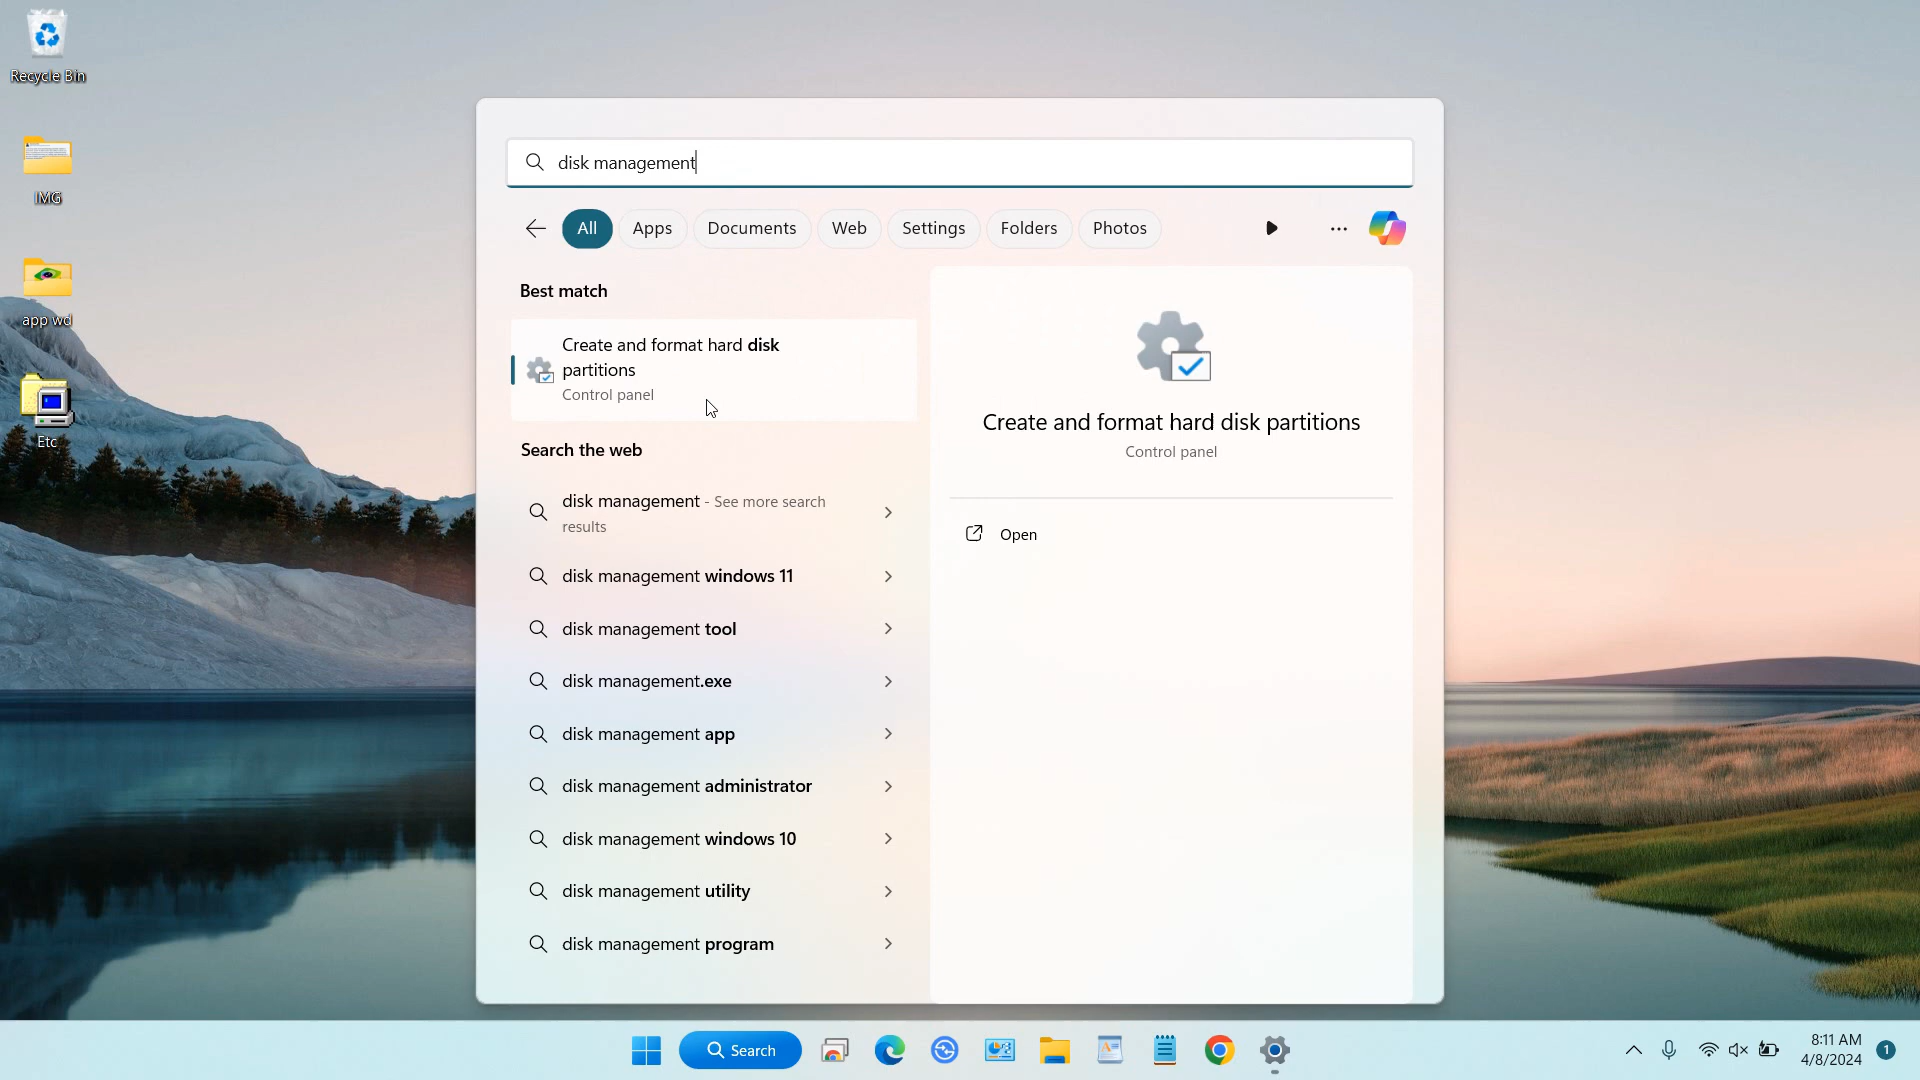 Recycle Bin
IMG
app wd
Etc
disk management
All Apps Documents Web Settings Folders Photos
Best match
Create and format hard disk
partitions
Control panel
Search the web
disk management - See more search
results
disk management windows 11
disk management tool
disk management.exe
disk management app
disk management administrator
disk management windows 10
disk management utility
disk management program
Create and format hard disk partitions
Control panel
Open
Search
8:11 AM
4/8/2024
1